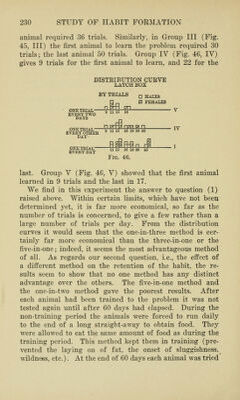 230 STUDY OF HABIT FORMATION
animal required 36 trials. Similarly, in Group III (Fig.
45, III) the first animal to learn the problem required 30
trials; the last animal 50 trials. Group IV (Fig. 46, IV)
gives 9 trials for the first animal to learn, and 22 for the
DISTRIBUTION CURVE
LATCH BOX
BY TRIALS
MALES
FEMALES
ONE TRIAL
EVERY TWO
DAYS
V
ONE TRIAL
EVERY OTHER
DAY
IV
ONE TRIAL
EVERY DAY
I
FIG. 46.
last. Group V (Fig. 46, V) showed that the first animal
learned in 9 trials and the last in 17.
We find in this experiment the answer to question (1)
raised above. Within certain limits, which have not been
determined yet, it is far more economical, so far as the
number of trials is concerned, to give a few rather than a
large number of trials per day. From the distribution
curves it would seem that the one-in-three method is cer-
tainly far more economical than the three-in-one or the
five-in-one; indeed, it seems the most advantageous method
of all. As regards our second question, i.e., the effect of
a different method on the retention of the habit, the re-
sults seem to show that no one method has any distinct
advantage over the others. The five-in-one method and
the one-in-two method gave the poorest results. After
each animal had been trained to the problem it was not
tested again until after 60 days had elapsed. During the
non-training period the animals were forced to run daily
to the end of a long straight-away to obtain food. They
were allowed to eat the same amount of food as during the
training period. This method kept them in training (pre-
vented the laying on of fat, the onset of sluggishness,
wildness, etc.). At the end of 60 days each animal was tried